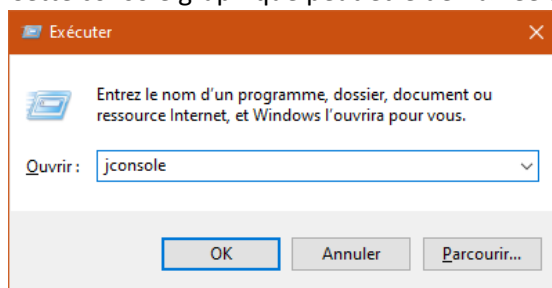 Exécuter
Entrez le nom d'un programme, dossier, document ou
ressource Internet, et Windows l'ouvrira pour vous.
Ouvrir : jconsole
OK Annuler Parcourir...